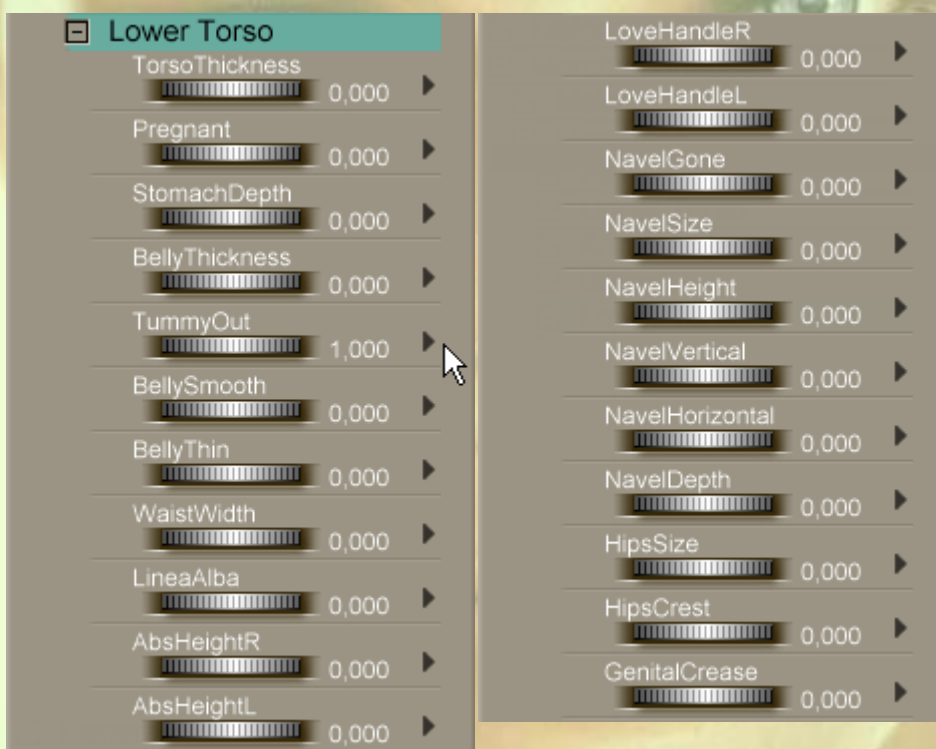 Lower Torso
TorsoThickness
0,000
Pregnant
0,000
StomachDepth
0,000
BellyThickness
0,000
TummyOut
1,000
BellySmooth
0,000
BellyThin
0,000
WaistWidth
0,000
LineaAlba
0,000
AbsHeightR
0,000
AbsHeightL
0,000
LoveHandleR
0,000
LoveHandleL
0,000
NavelGone
0,000
NavelSize
0,000
NavelHeight
0,000
NavelVertical
0,000
NavelHorizontal
0,000
NavelDepth
0,000
HipsSize
0,000
HipsCrest
0,000
GenitalCrease
0,000